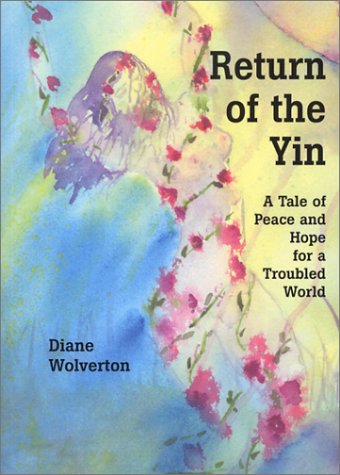 Return
of the
Yin
A Tale of
Peace and
Hope
for a
Troubled
World
Diane
Wolverton